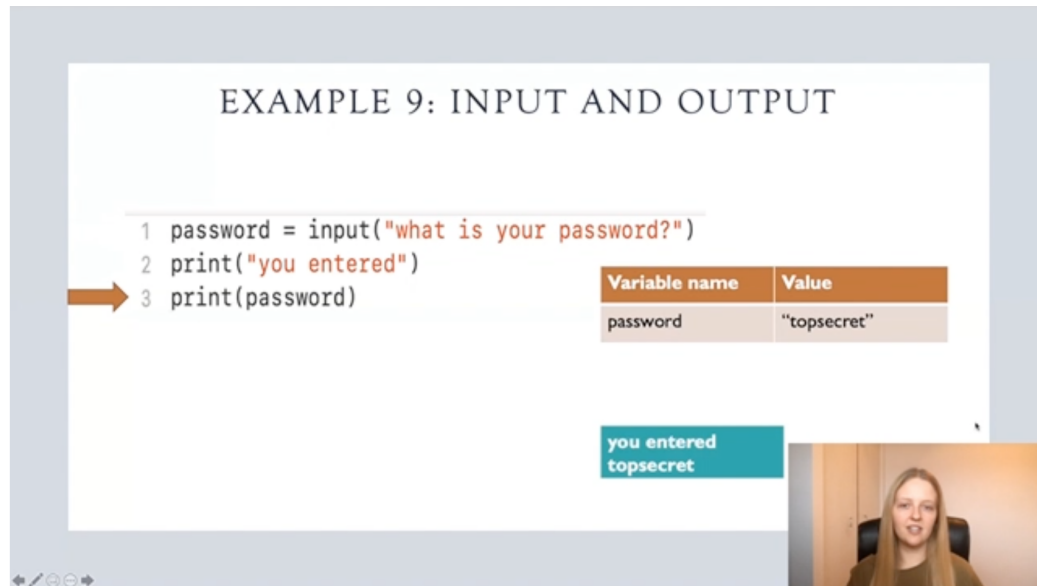 EXAMPLE 9: INPUT AND OUTPUT
1 password = input("what is your password?")
2 print("you entered")
3 print(password)
Variable name Value
password “topsecret”
you entered
topsecret